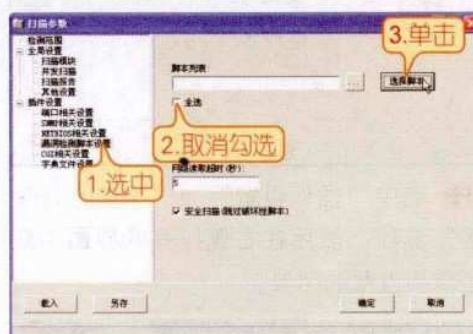 扫描参数
3.单击
检测范围
全局设置
扫描模块
并发扫描
扫描报告
其他设置
插件设置
端口相关设置
SNMP相关设置
NETBIOS相关设置
漏洞检测脚本设置
CGI相关设置
字典文件设置
脚本列表
...
选择脚本
全选
2.取消勾选
1.选中
网络读取超时(秒):
5
安全扫描(跳过破坏性脚本)
载入
另存
确定
取消